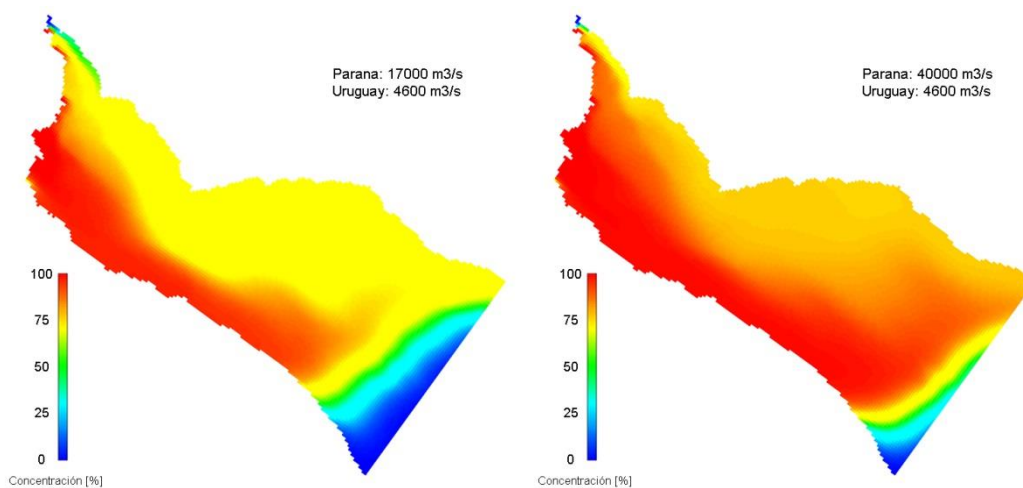 Parana: 17000 m3/s
Uruguay: 4600 m3/s
100
75
50
25
0
Concentración [%]
Parana: 40000 m3/s
Uruguay: 4600 m3/s
100
75
50
25
0
Concentración [%]